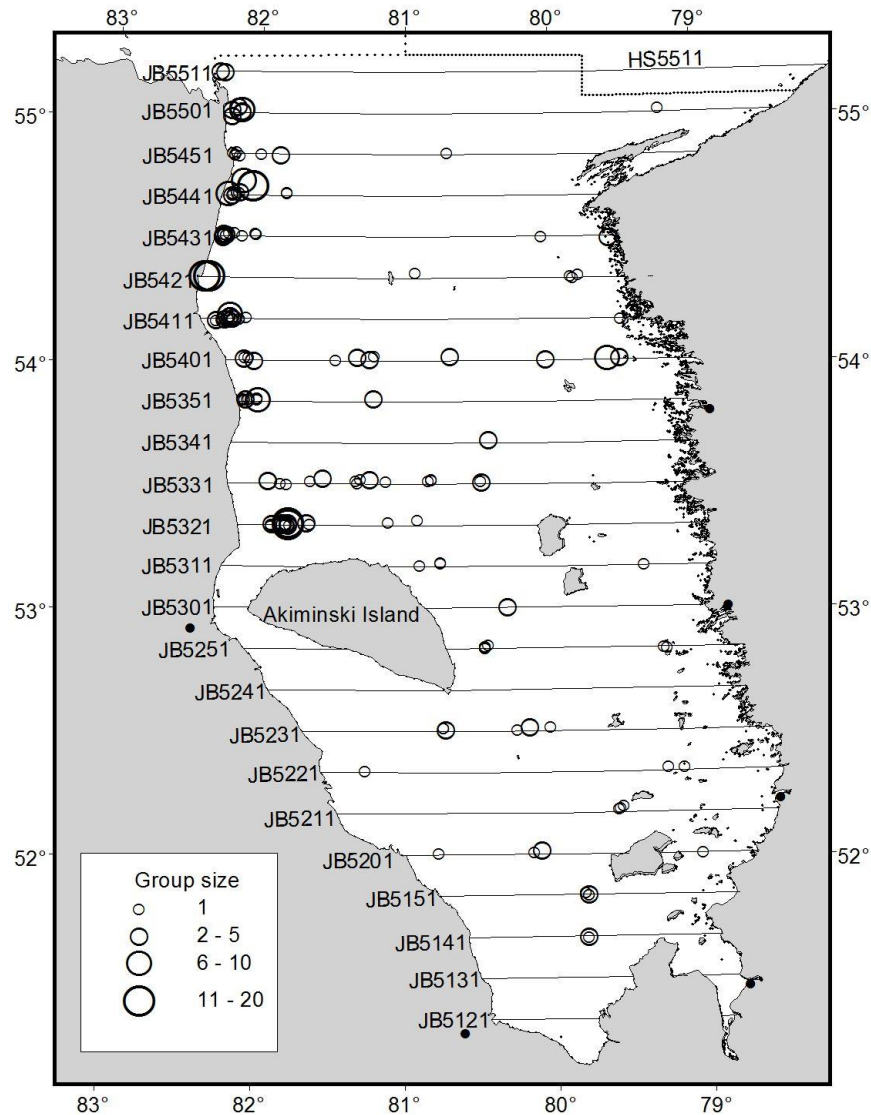 83° 82° 81° 80° 79°
HS5511
JB5511
55° JB5501 55°
JB5451
JB5441
JB5431
JB5421
JB5411
54° JB5401 54°
JB5351
JB5341
JB5331
JB5321
JB5311
53° JB5301 Akiminski Island 53°
JB5251
JB5241
JB5231
JB5221
JB5211
52° JB5201 52°
JB5151
JB5141
JB5131
JB5121
Group size
1
2 - 5
6 - 10
11 - 20
83° 82° 81° 80° 79°